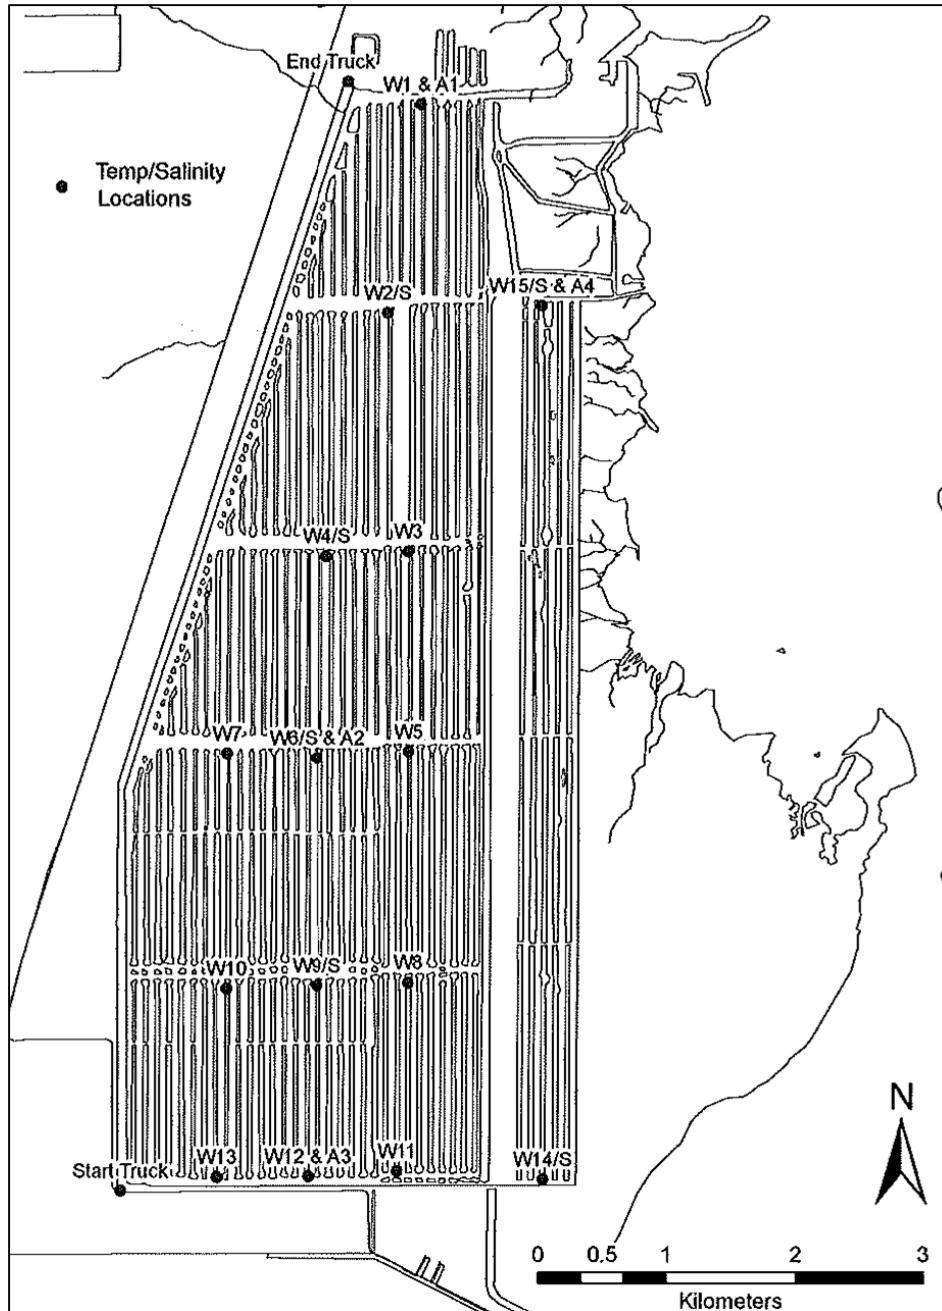 End Truck
W1 & A1
Temp/Salinity
Locations
W2/S
W15/S & A4
W4/S
W3
W7
W6/S & A2
W5
W10
W9/S
W8
N
Start Truck
W13
W12 & A3
W11
W14/S
0 0.5 1 2 3
Kilometers